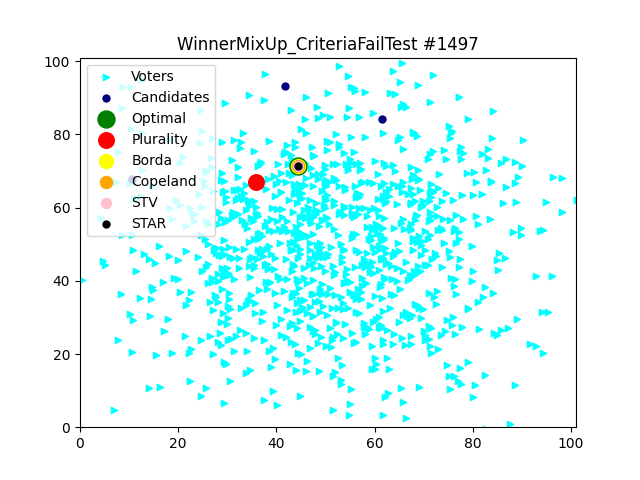 WinnerMixUp_CriteriaFailTest #1497
100
80
60
40
20
0
0
20
40
60
80
100
Voters
Candidates
Optimal
Plurality
Borda
Copeland
STV
STAR